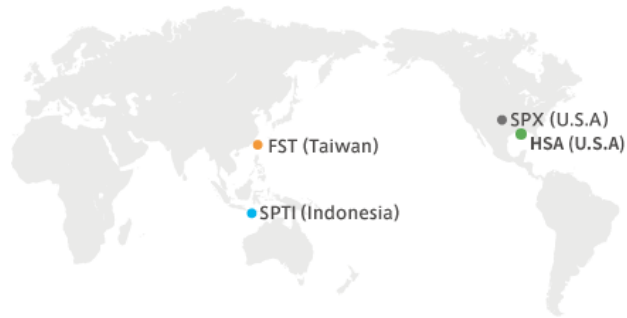 SPX (U.S.A)
HSA (U.S.A)
FST (Taiwan)
SPTI (Indonesia)